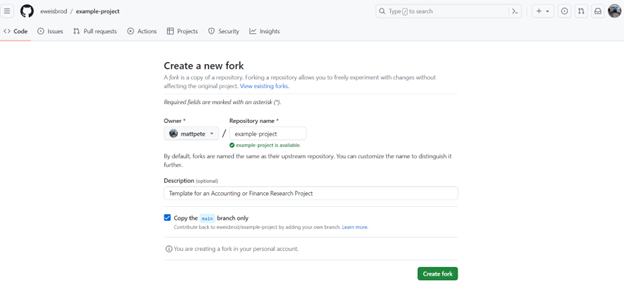 eweisbrod / example-project
Type / to search
Code Issues Pull requests Actions Projects Security Insights
Create a new fork
A fork is a copy of a repository. Forking a repository allows you to freely experiment with changes without
affecting the original project. View existing forks.
Required fields are marked with an asterisk (*).
Owner * Repository name *
mattpete / example-project
example-project is available.
By default, forks are named the same as their upstream repository. You can customize the name to distinguish it
further.
Description (optional)
Template for an Accounting or Finance Research Project
Copy the main branch only
Contribute back to eweisbrod/example-project by adding your own branch. Learn more.
You are creating a fork in your personal account.
Create fork